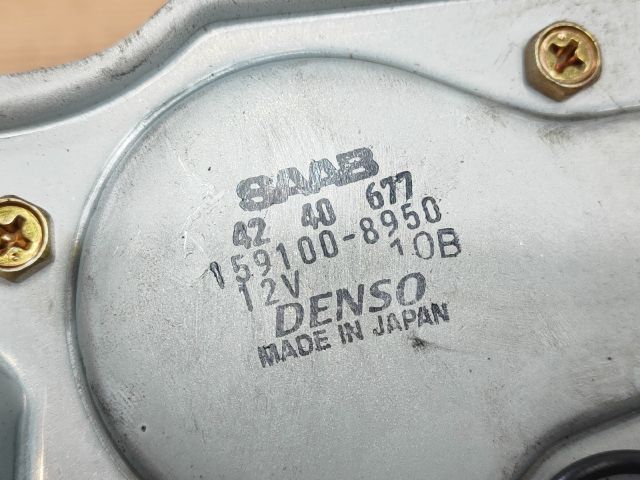 SAAB
42 40 677
159100-8950
12V 10B
DENSO
MADE IN JAPAN